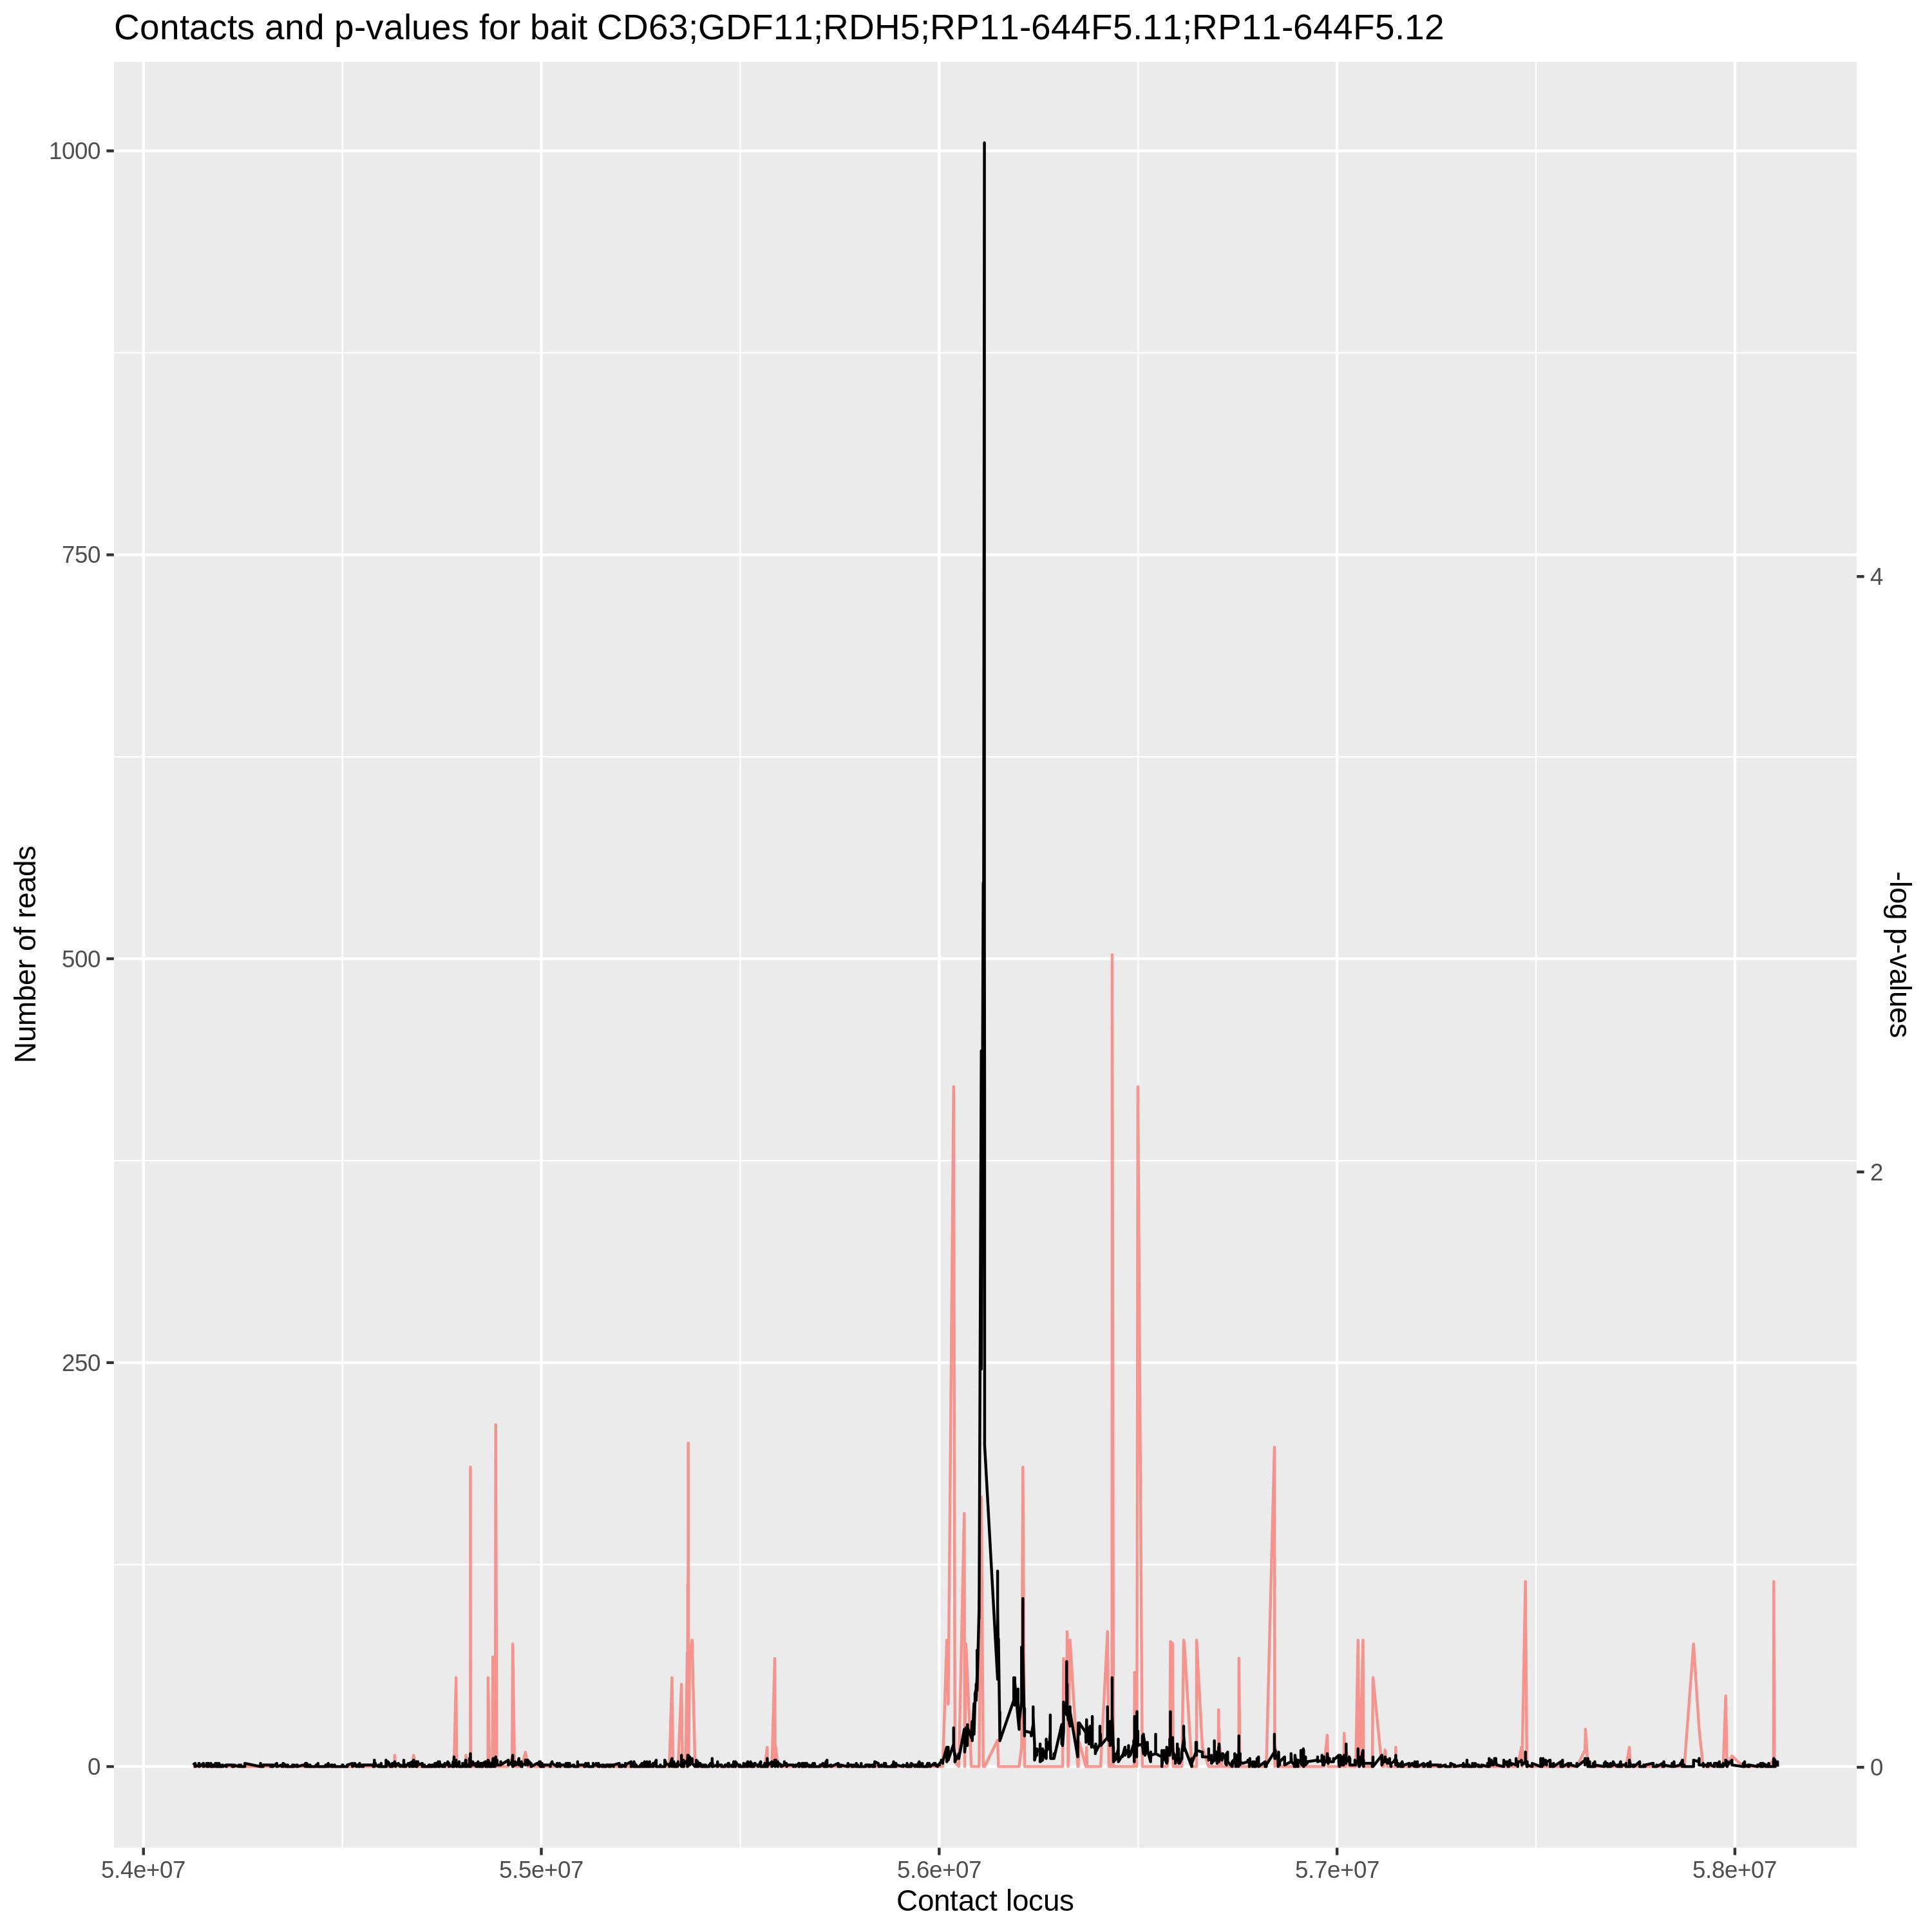 Contacts and p-values for bait CD63;GDF11;RDH5;RP11-644F5.11;RP11-644F5.12
Number of reads
1000
750
500
250
0
4
2
0
-log p-values
5.4e+07 5.5e+07 5.6e+07 5.7e+07 5.8e+07
Contact locus